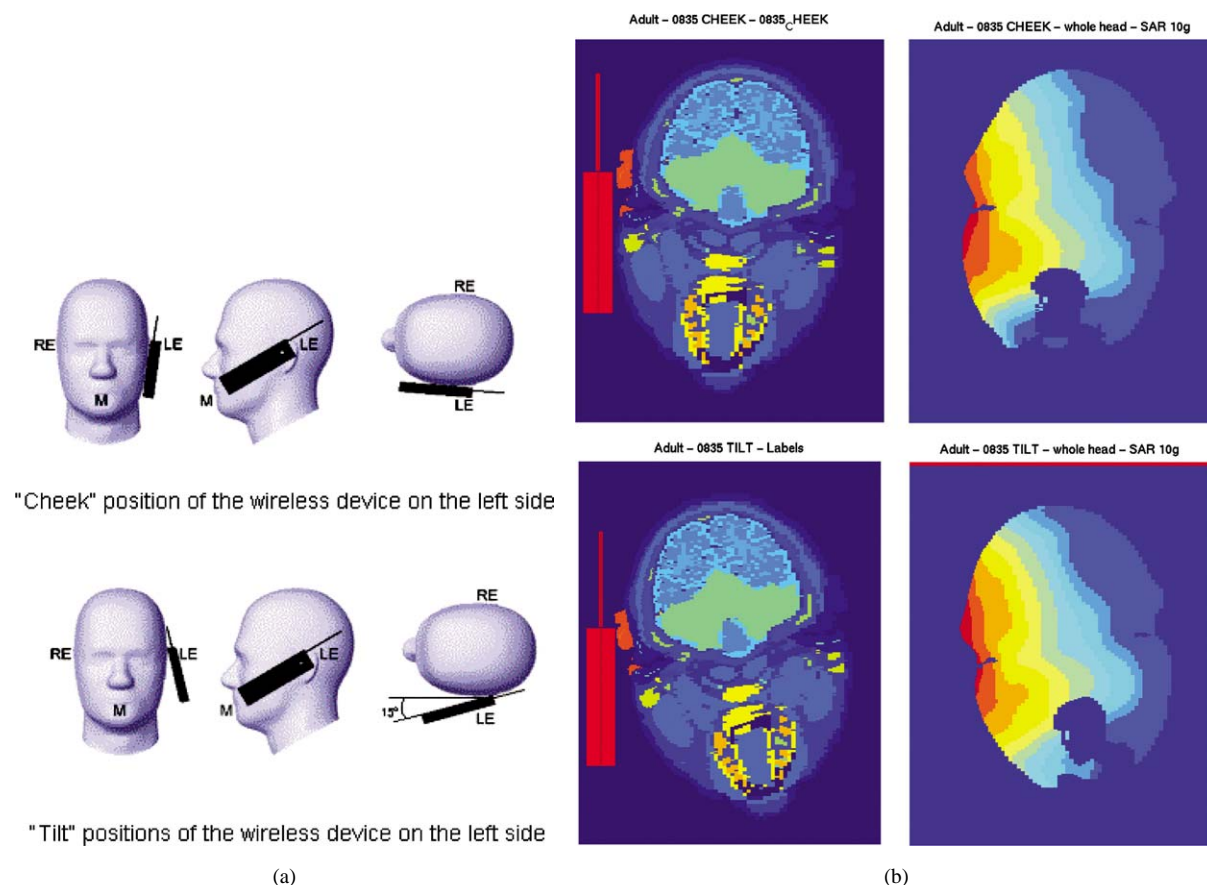 RE
LE
M
LE
M
RE
LE
"Cheek" position of the wireless device on the left side
RE
LE
M
LE
M
RE
15°
LE
"Tilt" positions of the wireless device on the left side
(a)
Adult – 0835 CHEEK – 0835CHEEK
Adult – 0835 CHEEK – whole head – SAR 10g
Adult – 0835 TILT – Labels
Adult – 0835 TILT – whole head – SAR 10g
(b)